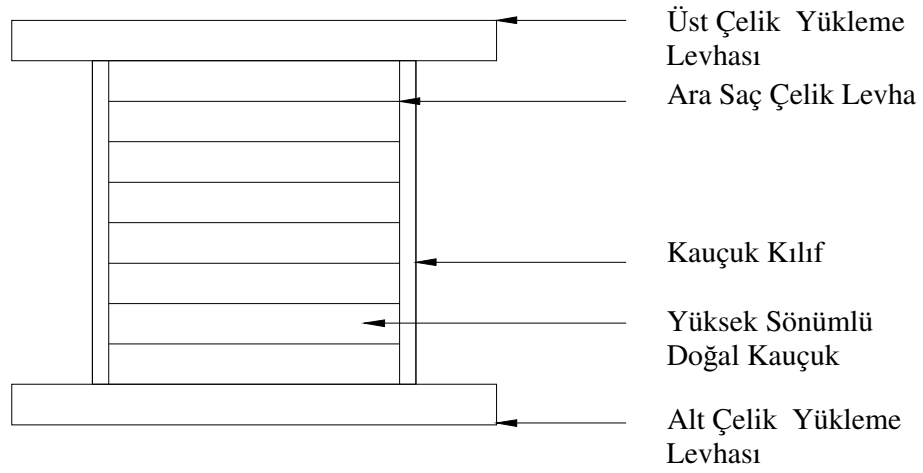 Üst Çelik Yükleme
Levhası
Ara Saç Çelik Levha
Kauçuk Kılıf
Yüksek Sönümlü
Doğal Kauçuk
Alt Çelik Yükleme
Levhası